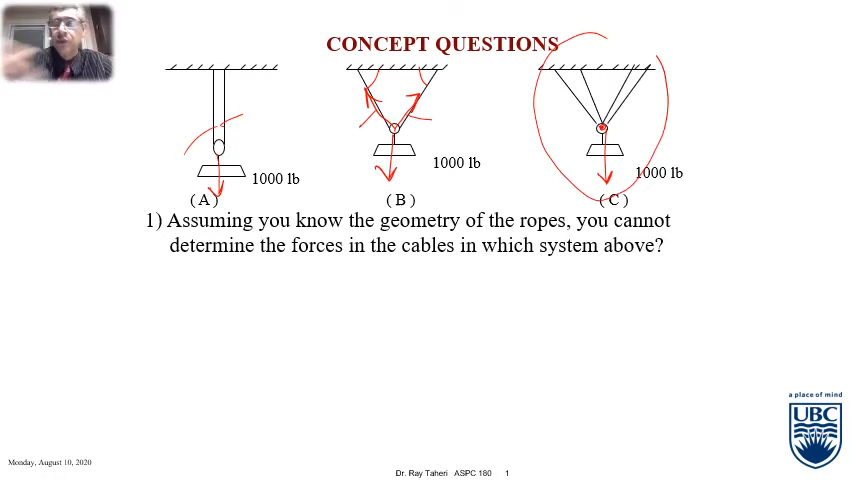 CONCEPT QUESTIONS
1000 lb
1000 lb
1000 lb
( A )
( B )
( C )
1) Assuming you know the geometry of the ropes, you cannot
determine the forces in the cables in which system above?
a place of mind
UBC
Monday, August 10, 2020
Dr. Ray Taheri ASPC 180 1